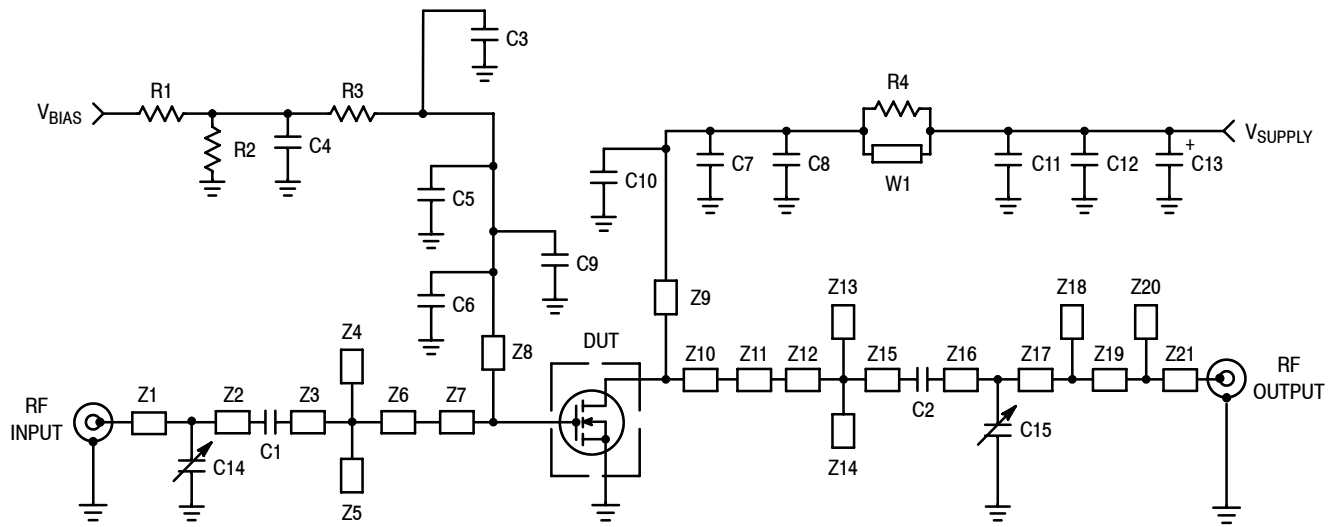 C3
V_BIAS
R1
R3
R2
C4
R4
V_SUPPLY
C10
C7
C8
W1
C11
C12
+
C13
C5
C9
C6
Z9
Z13
Z18
Z20
Z4
Z8
DUT
Z10
Z11
Z12
Z15
Z16
Z17
Z19
Z21
RF
OUTPUT
RF
INPUT
Z1
Z2
Z3
Z6
Z7
C2
C1
C14
C15
Z14
Z5